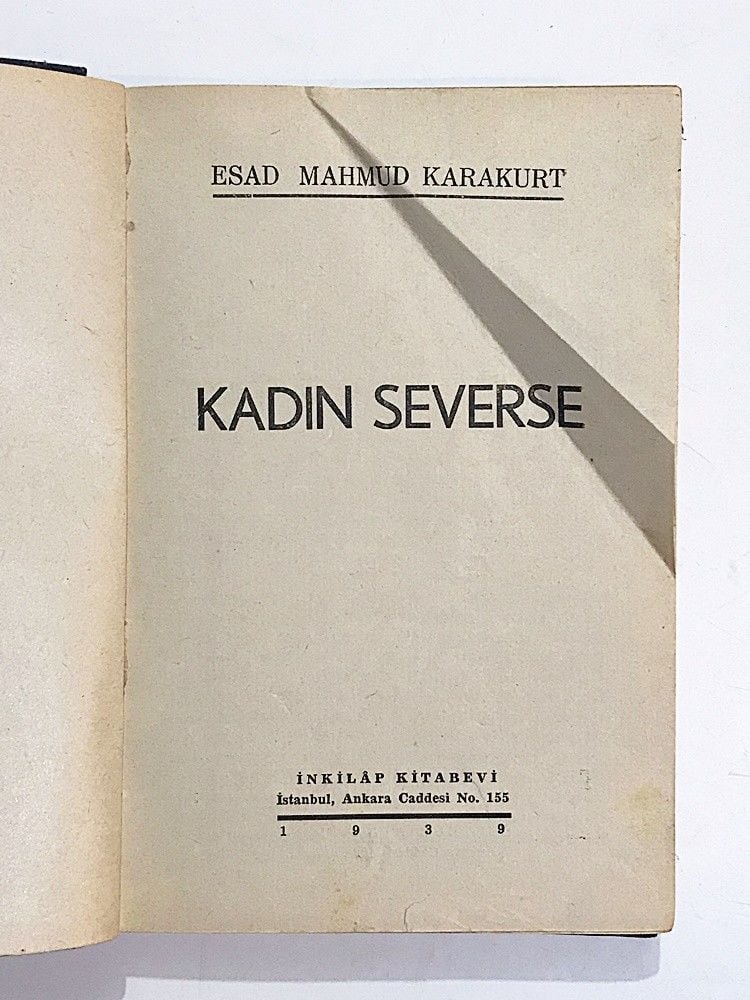 ESAD MAHMUD KARAKURT
KADIN SEVERSE
İNKİLÂP KİTABEVİ
İstanbul, Ankara Caddesi No. 155
1 9 3 9